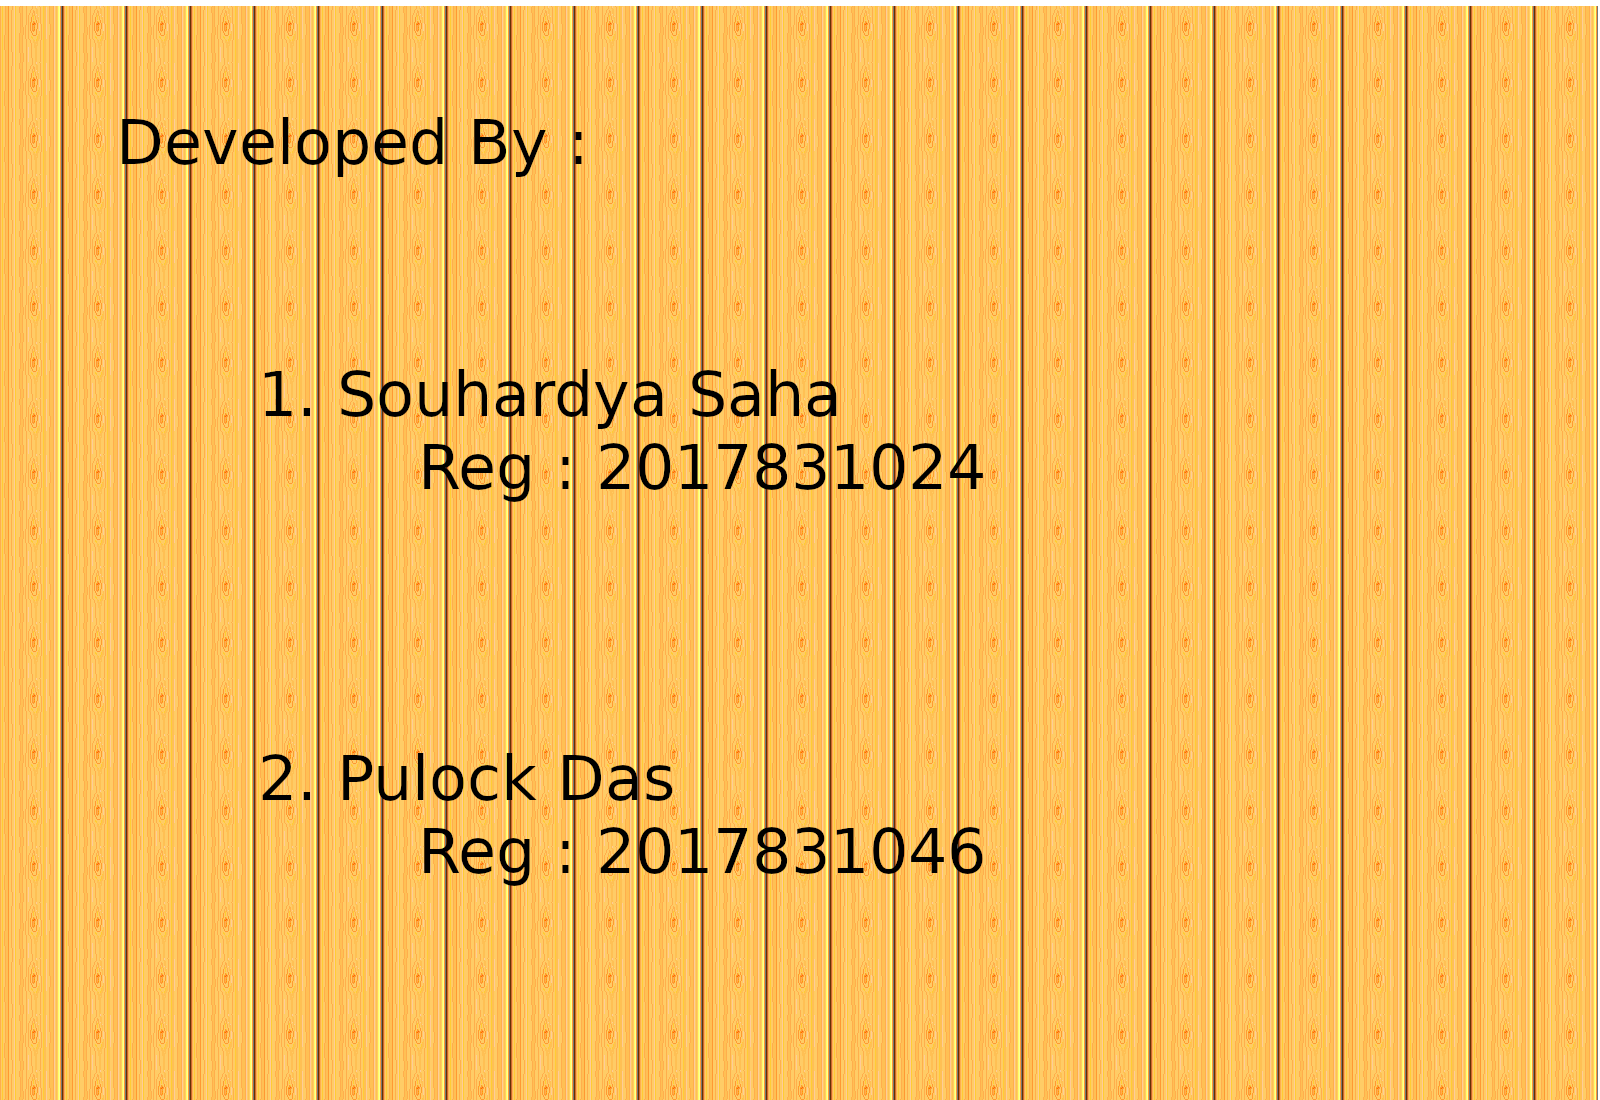 Developed By :
1. Souhardya Saha
Reg : 2017831024
2. Pulock Das
Reg : 2017831046